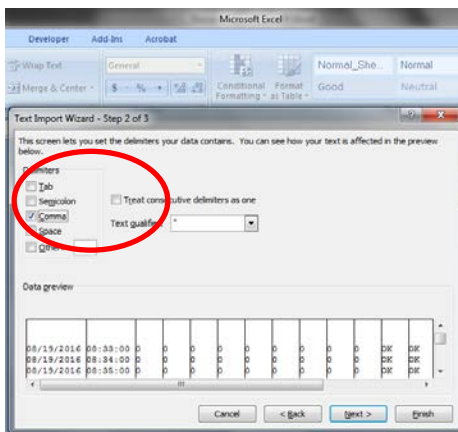 Microsoft Excel
Developer Add-Ins Acrobat
Wrap Text General Normal_She... Normal
Merge & Center $ % , Conditional Formatting Format as Table Good Neutral
Text Import Wizard - Step 2 of 3
This screen lets you set the delimiters your data contains. You can see how your text is affected in the preview
below.
Delimiters
Tab
Semicolon Treat consecutive delimiters as one
Comma
Space Text qualifier: "
Other:
Data preview
08/19/2016 08:33:00 0 0 0 0 0 0 0 0 OK OK
08/19/2016 08:34:00 0 0 0 0 0 0 0 0 OK OK
08/19/2016 08:35:00 0 0 0 0 0 0 0 0 OK OK
Cancel < Back Next > Finish